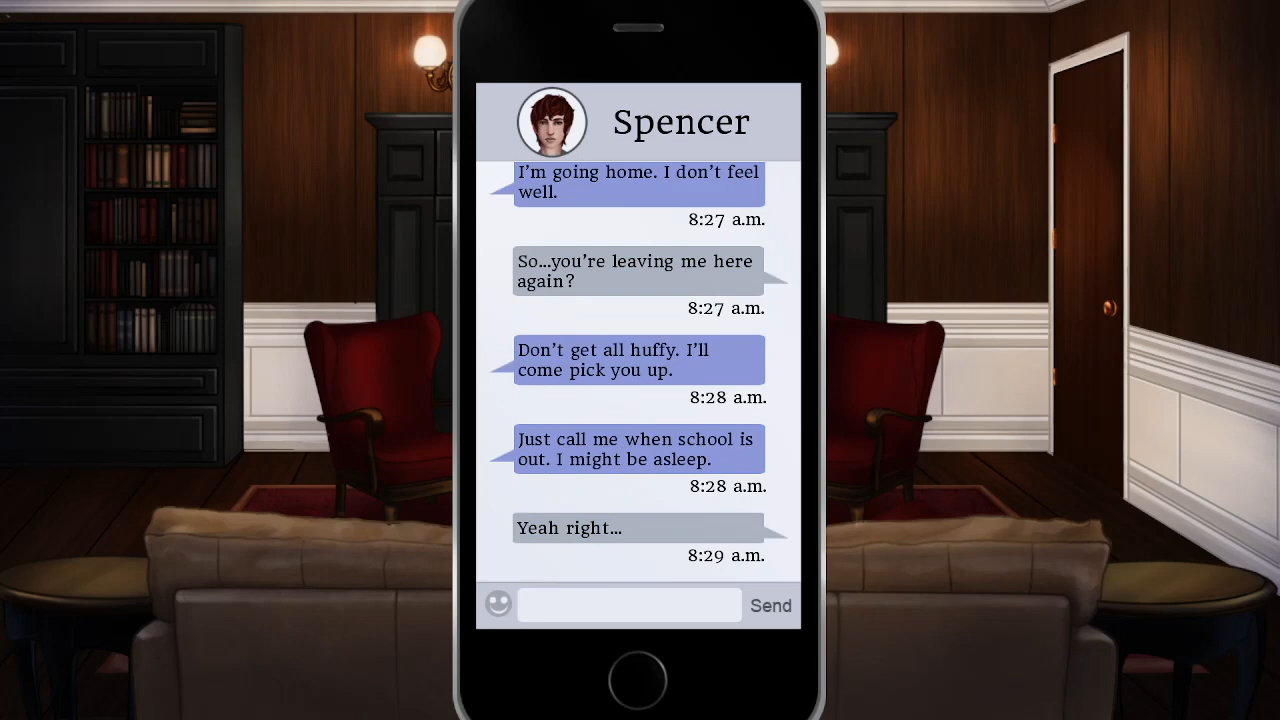 Spencer
I'm going home. I don't feel
well.
8:27 a.m.
So...you're leaving me here
again?
8:27 a.m.
Don't get all huffy. I'll
come pick you up.
8:28 a.m.
Just call me when school is
out. I might be asleep.
8:28 a.m.
Yeah right...
8:29 a.m.
Send